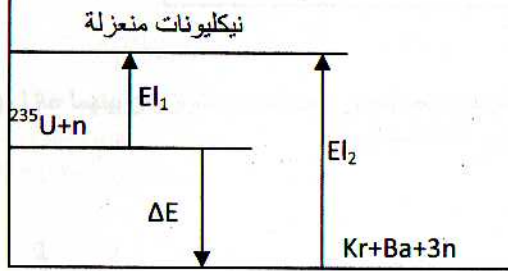 نيكليونات منعزلة
El₁
²³⁵U+n
El₂
ΔE
Kr+Ba+3n